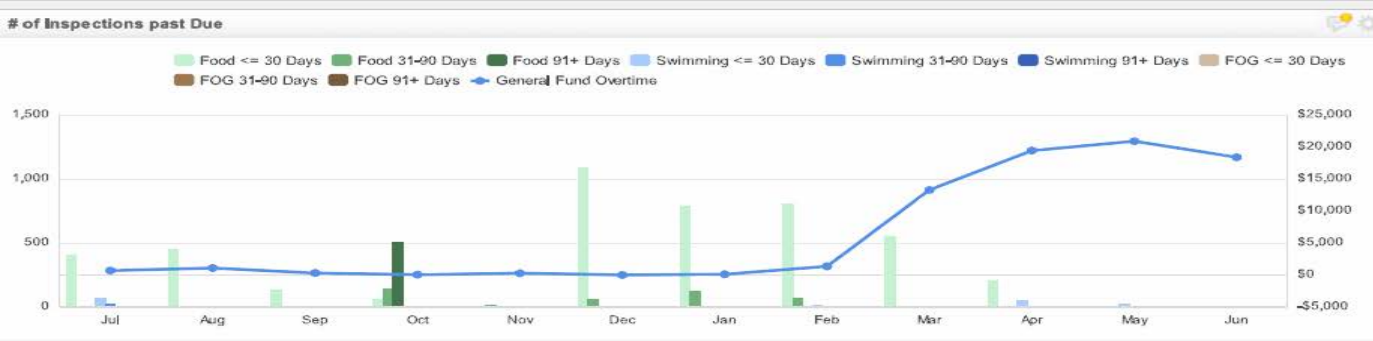 # of Inspections past Due
Food <= 30 Days Food 31-90 Days Food 91+ Days Swimming <= 30 Days Swimming 31-90 Days Swimming 91+ Days FOG <= 30 Days
FOG 31-90 Days FOG 91+ Days General Fund Overtime
1,500 $25,000
$20,000
1,000 $15,000
$10,000
500 $5,000
$0
0 -$5,000
Jul Aug Sep Oct Nov Dec Jan Feb Mar Apr May Jun